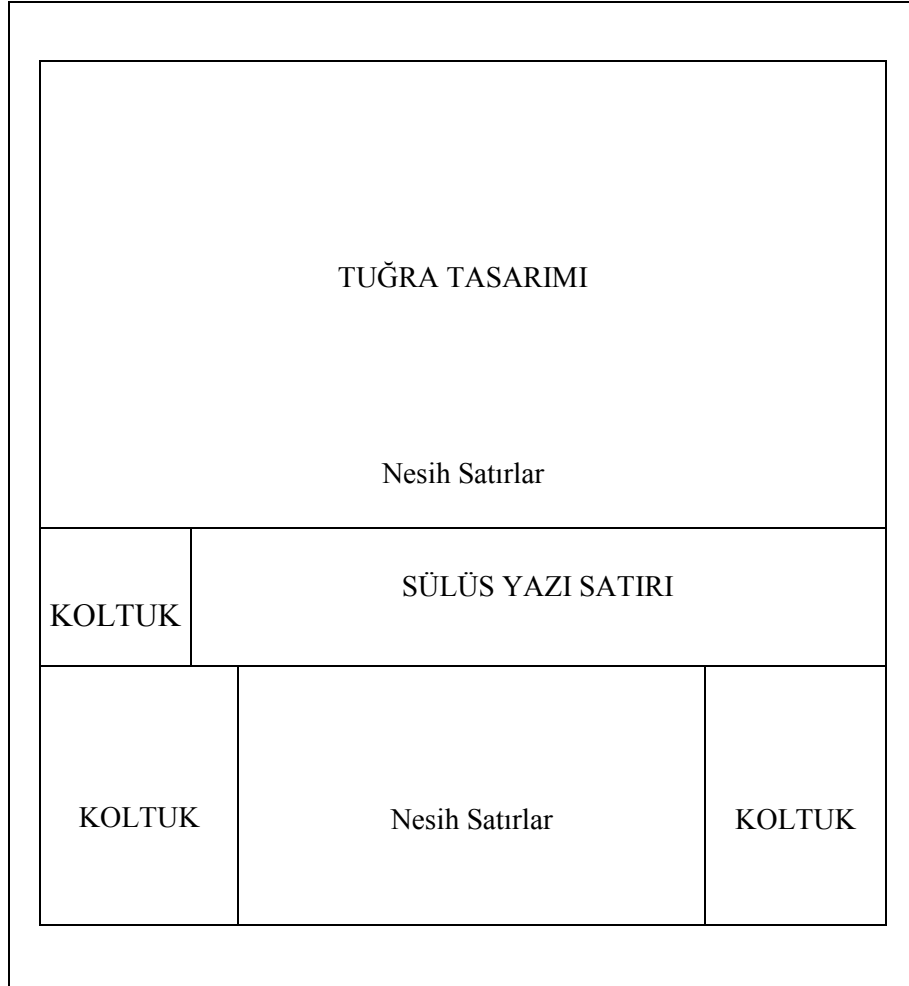 TUĞRA TASARIMI
Nesih Satırlar
SÜLÜS YAZI SATIRI
KOLTUK
KOLTUK
Nesih Satırlar
KOLTUK